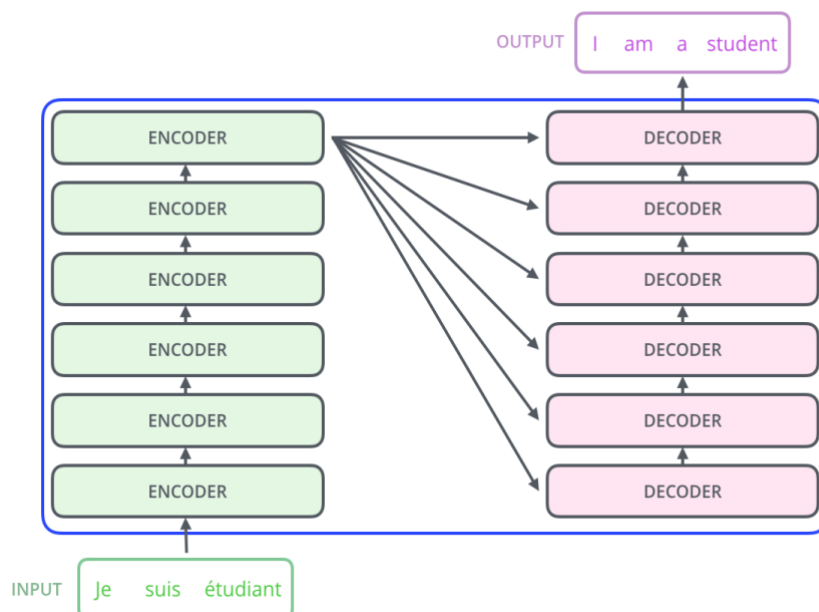 OUTPUT
I am a student
ENCODER
DECODER
ENCODER
DECODER
ENCODER
DECODER
ENCODER
DECODER
ENCODER
DECODER
ENCODER
DECODER
INPUT
Je suis étudiant